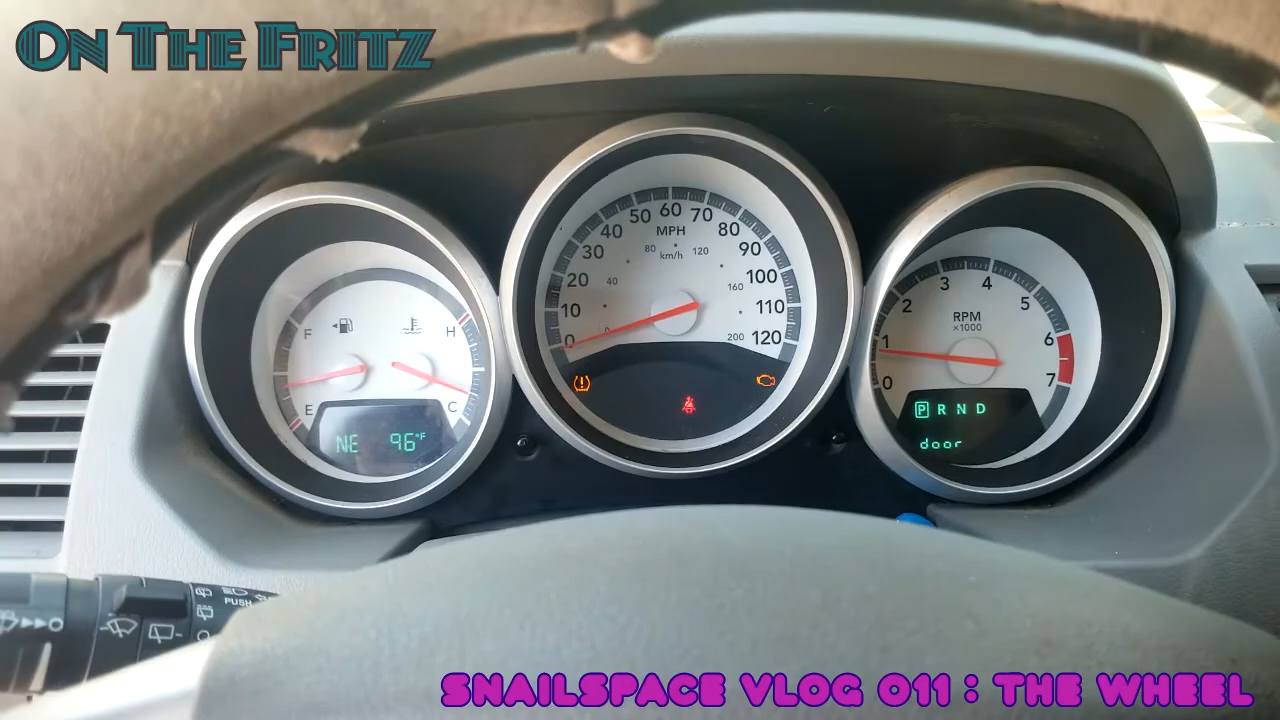 On The Fritz
F
H
E
C
NE 96°F
0
10
20
30
40
50
60
70
80
90
100
110
120
MPH
km/h
40
80
120
160
200
0
1
2
3
4
5
6
7
RPM
×1000
P R N D
door
PUSH
SNAILSPACE VLOG 011 : THE WHEEL